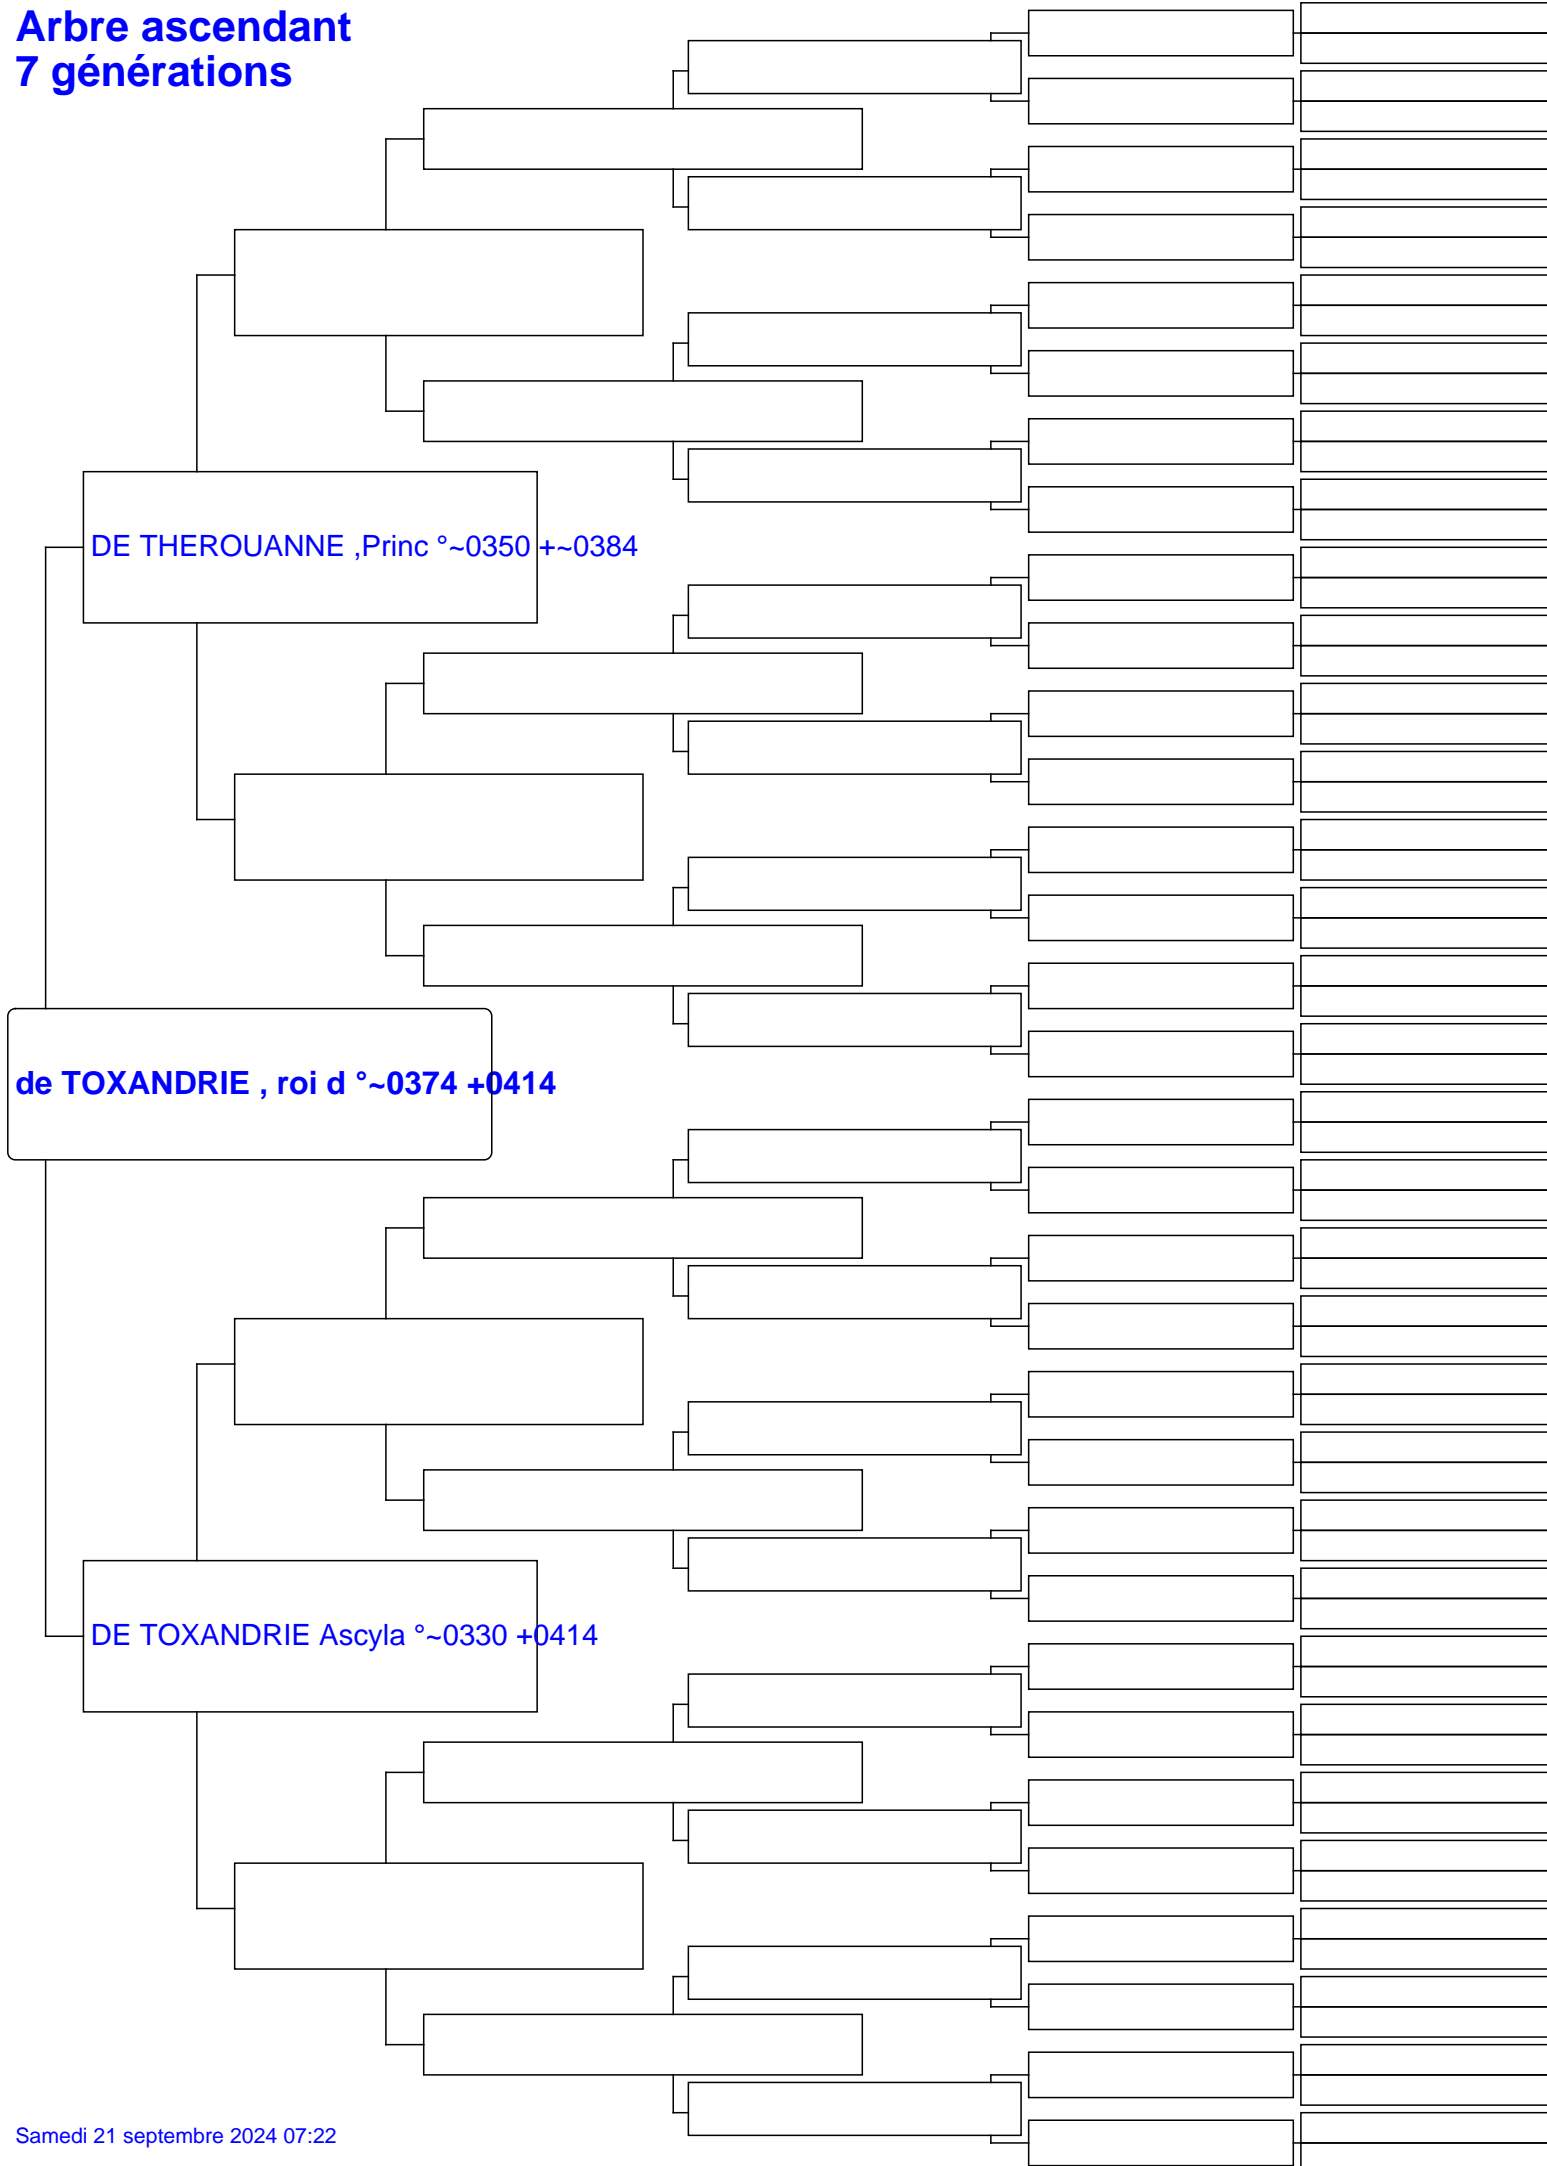 Arbre ascendant
7 générations
DE THEROUANNE ,Princ °~0350 +~0384
de TOXANDRIE , roi d °~0374 +0414
DE TOXANDRIE Ascyla °~0330 +0414
Samedi 21 septembre 2024 07:22